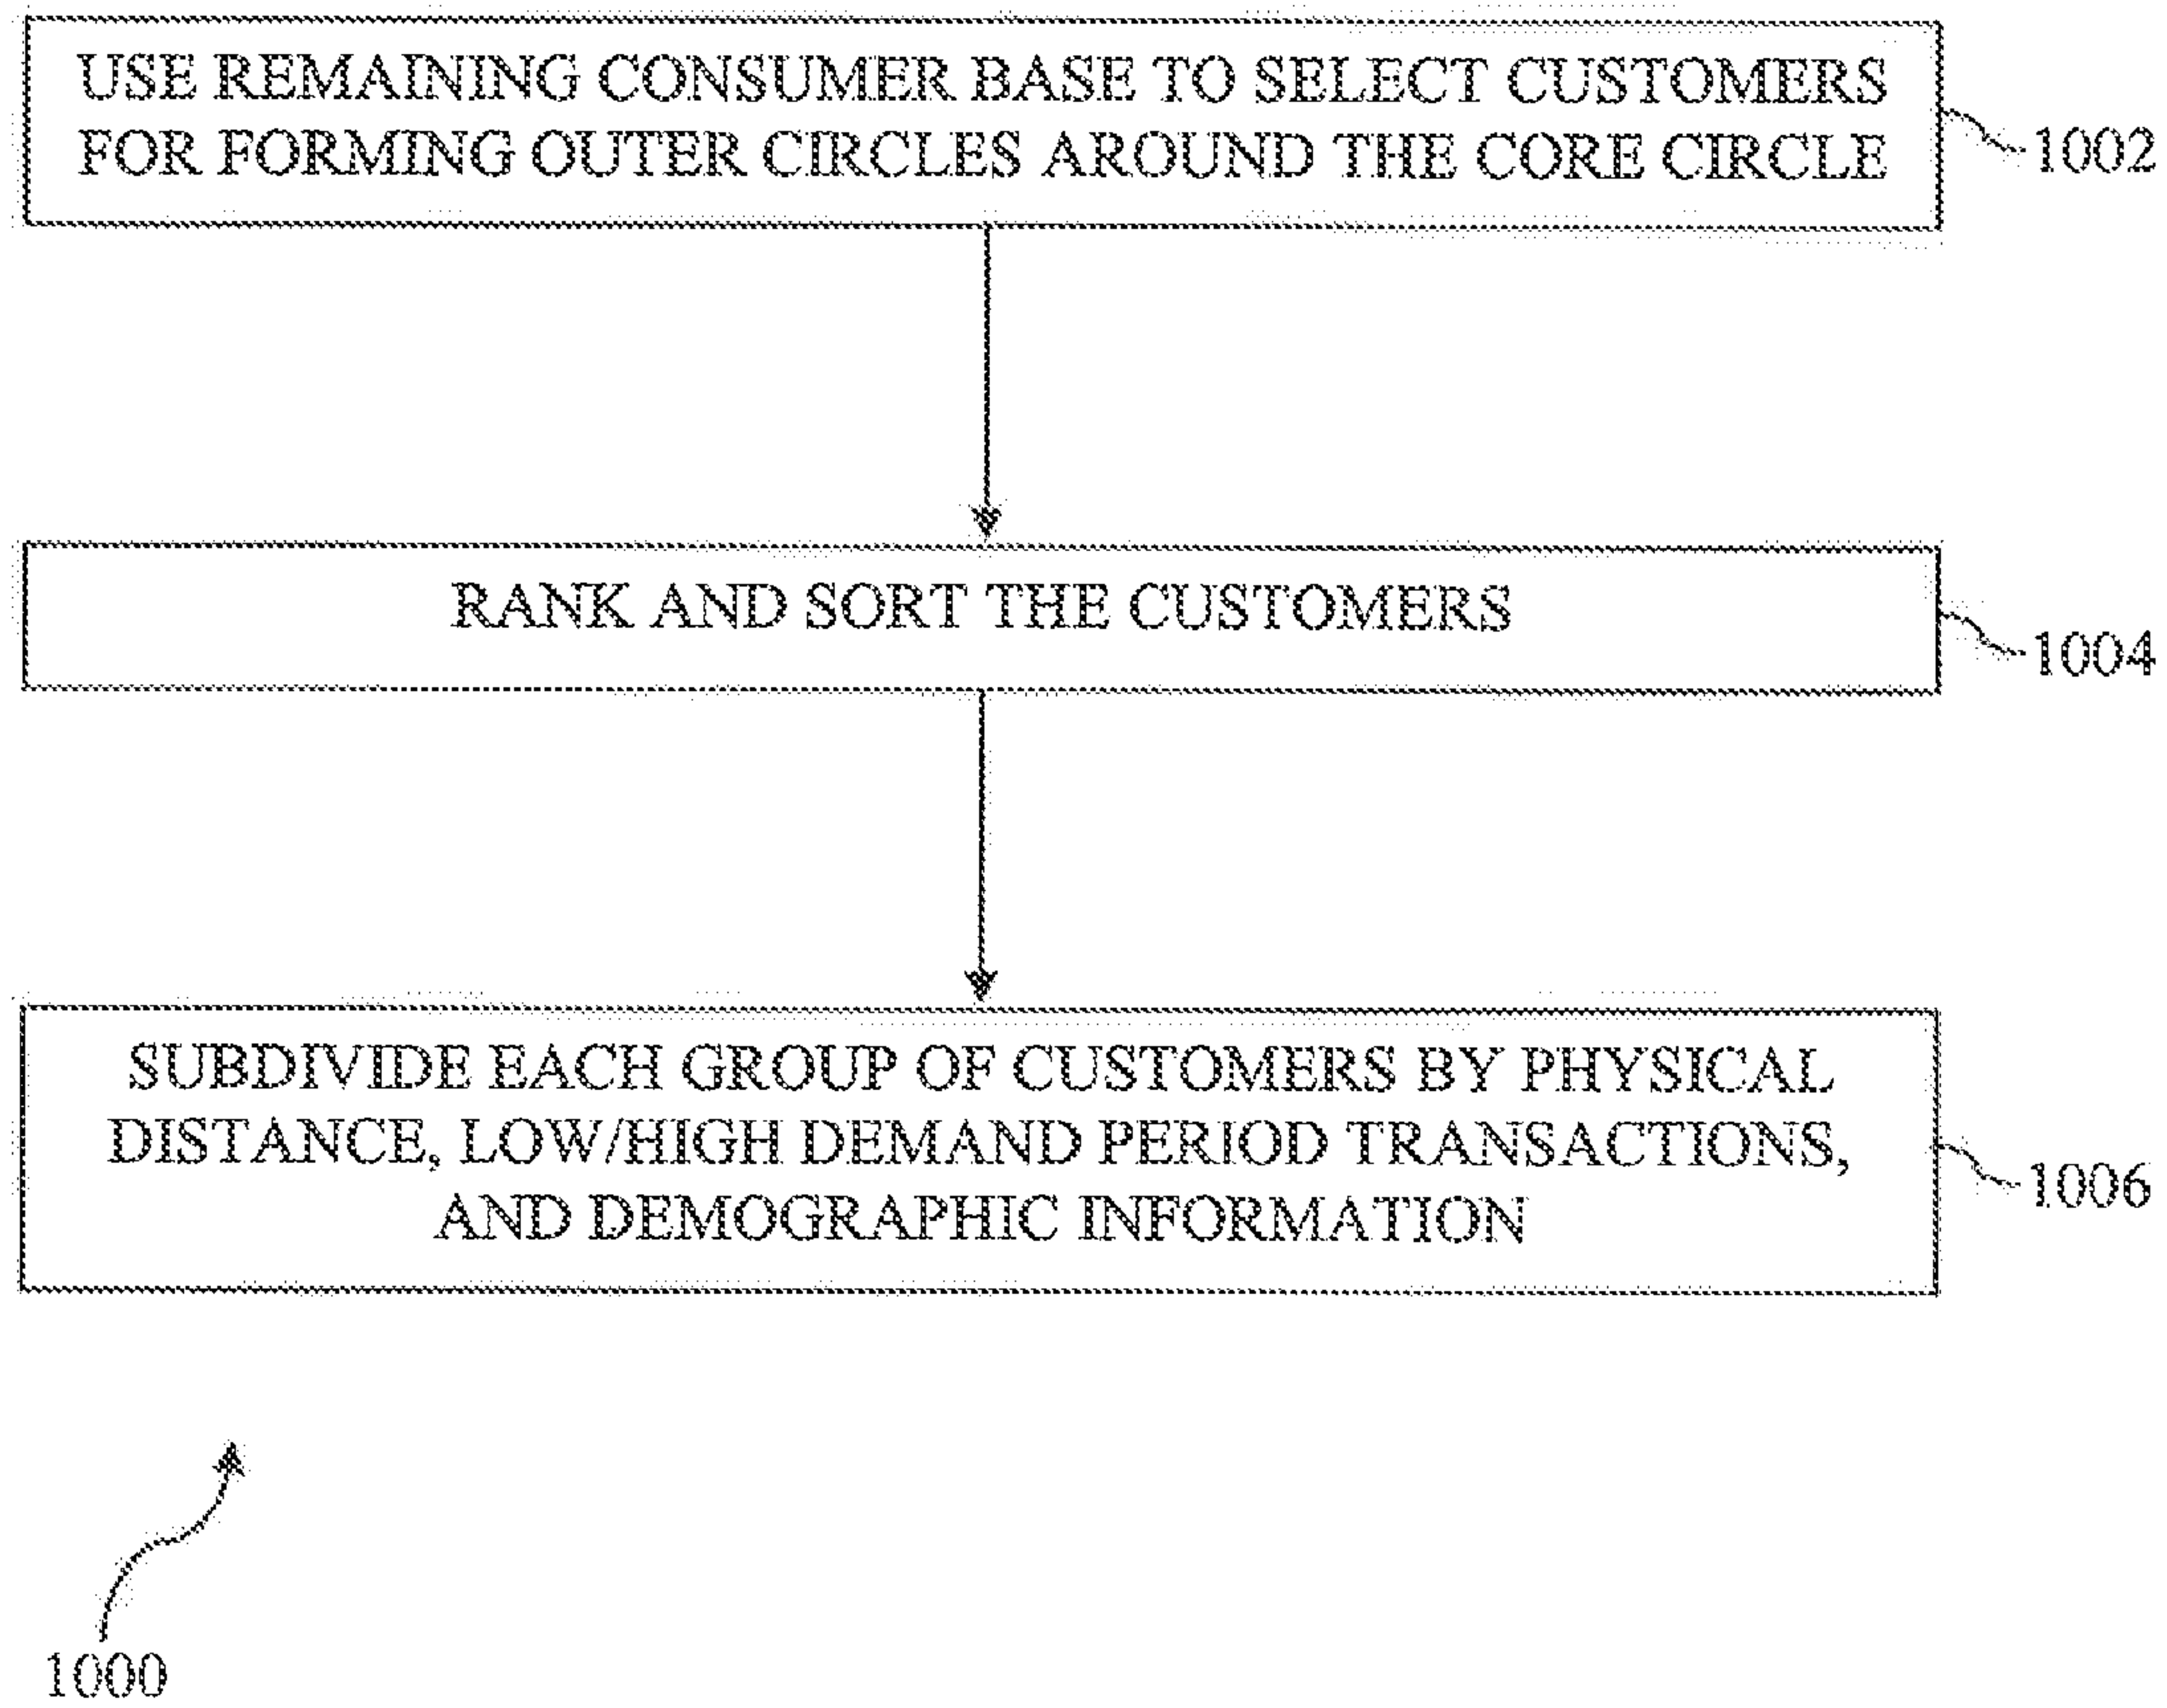 USE REMAINING CONSUMER BASE TO SELECT CUSTOMERS
FOR FORMING OUTER CIRCLES AROUND THE CORE CIRCLE
1002
RANK AND SORT THE CUSTOMERS
1004
SUBDIVIDE EACH GROUP OF CUSTOMERS BY PHYSICAL
DISTANCE, LOW/HIGH DEMAND PERIOD TRANSACTIONS,
AND DEMOGRAPHIC INFORMATION
1006
1000